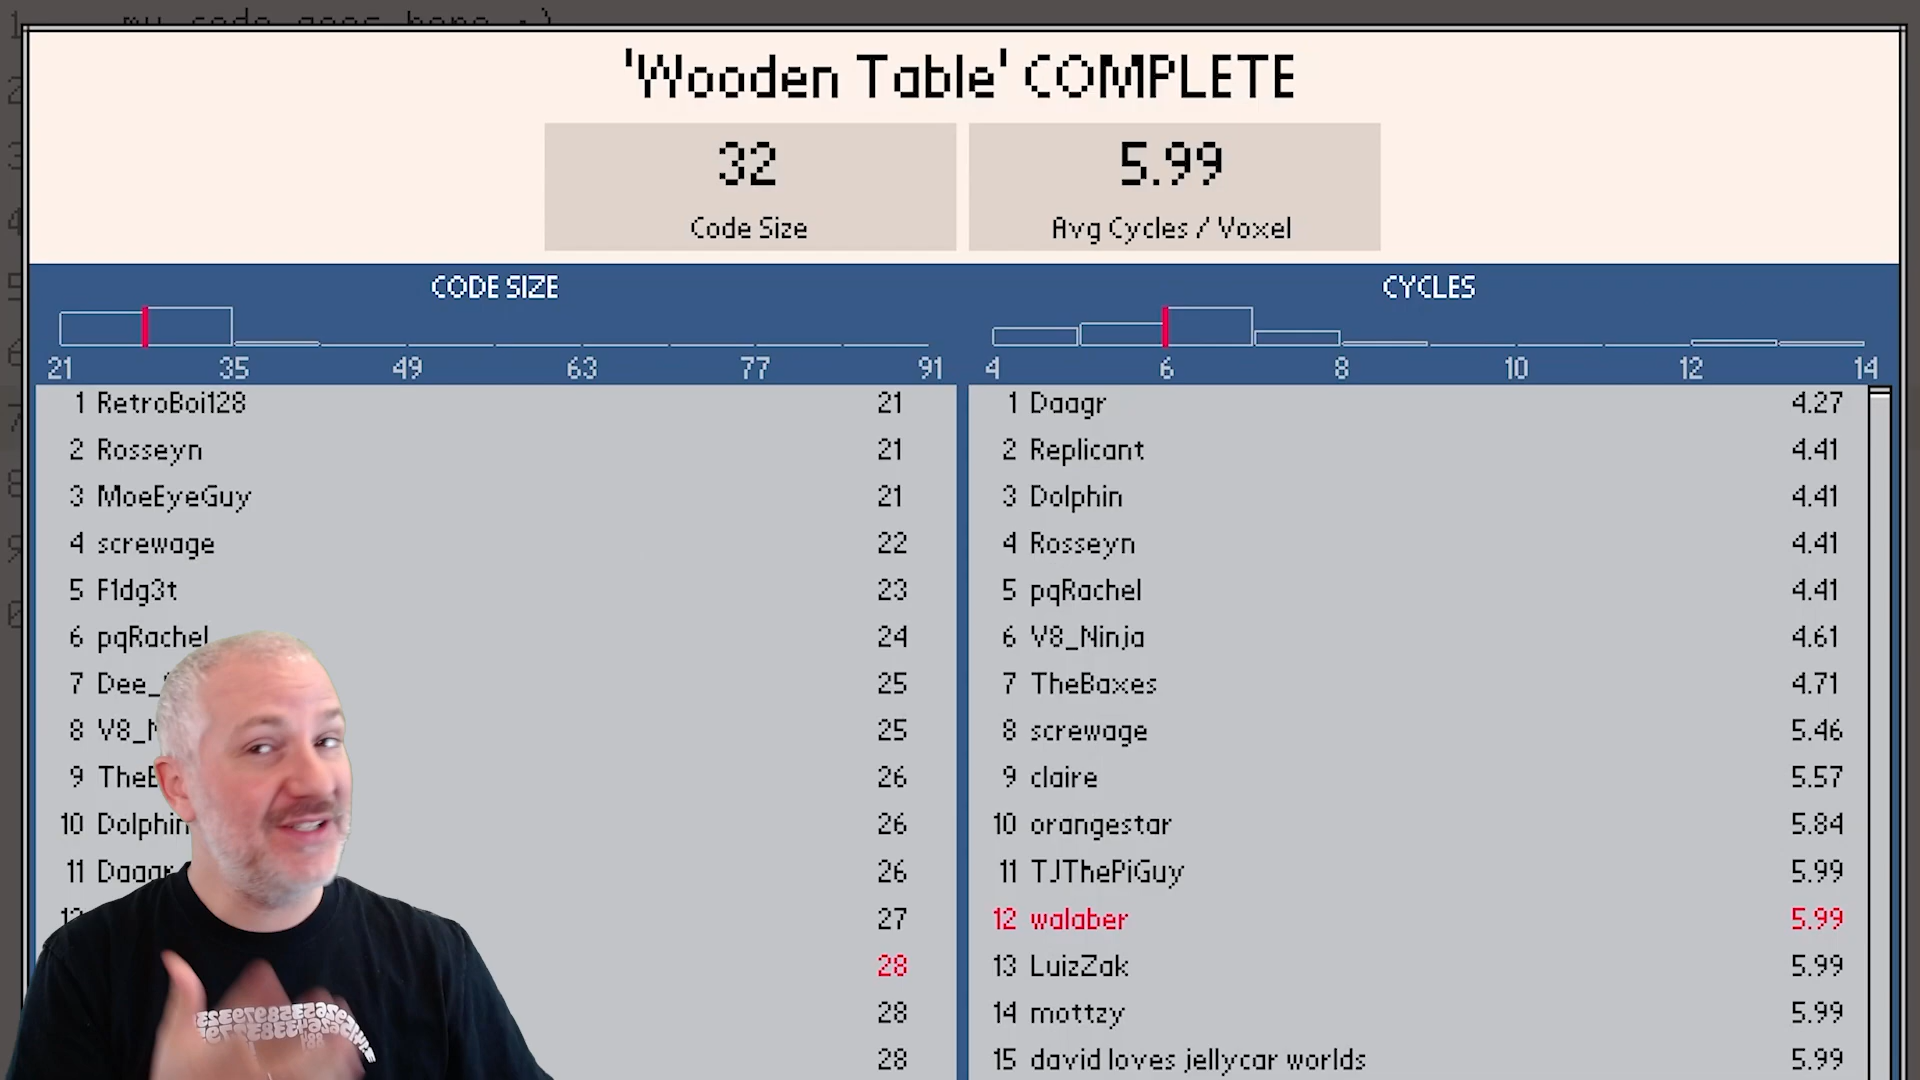 my code goes here :)
'Wooden Table' COMPLETE
32
Code Size
5.99
Avg Cycles / Voxel
CODE SIZE
21 35 49 63 77 91
1 RetroBoi128 21
2 Rosseyn 21
3 MoeEyeGuy 21
4 screwage 22
5 F1dg3t 23
6 pqRachel 24
7 Dee_ 25
8 V8_ 25
9 26
10 Dolphin 26
11 Daagr 26
27
28
28
28
CYCLES
4 6 8 10 12 14
1 Daagr 4.27
2 Replicant 4.41
3 Dolphin 4.41
4 Rosseyn 4.41
5 pqRachel 4.41
6 V8_Ninja 4.61
7 TheBaxes 4.71
8 screwage 5.46
9 claire 5.57
10 orangestar 5.84
11 TJThePiGuy 5.99
12 walaber 5.99
13 LuizZak 5.99
14 mottzy 5.99
15 david loves jellycar worlds 5.99